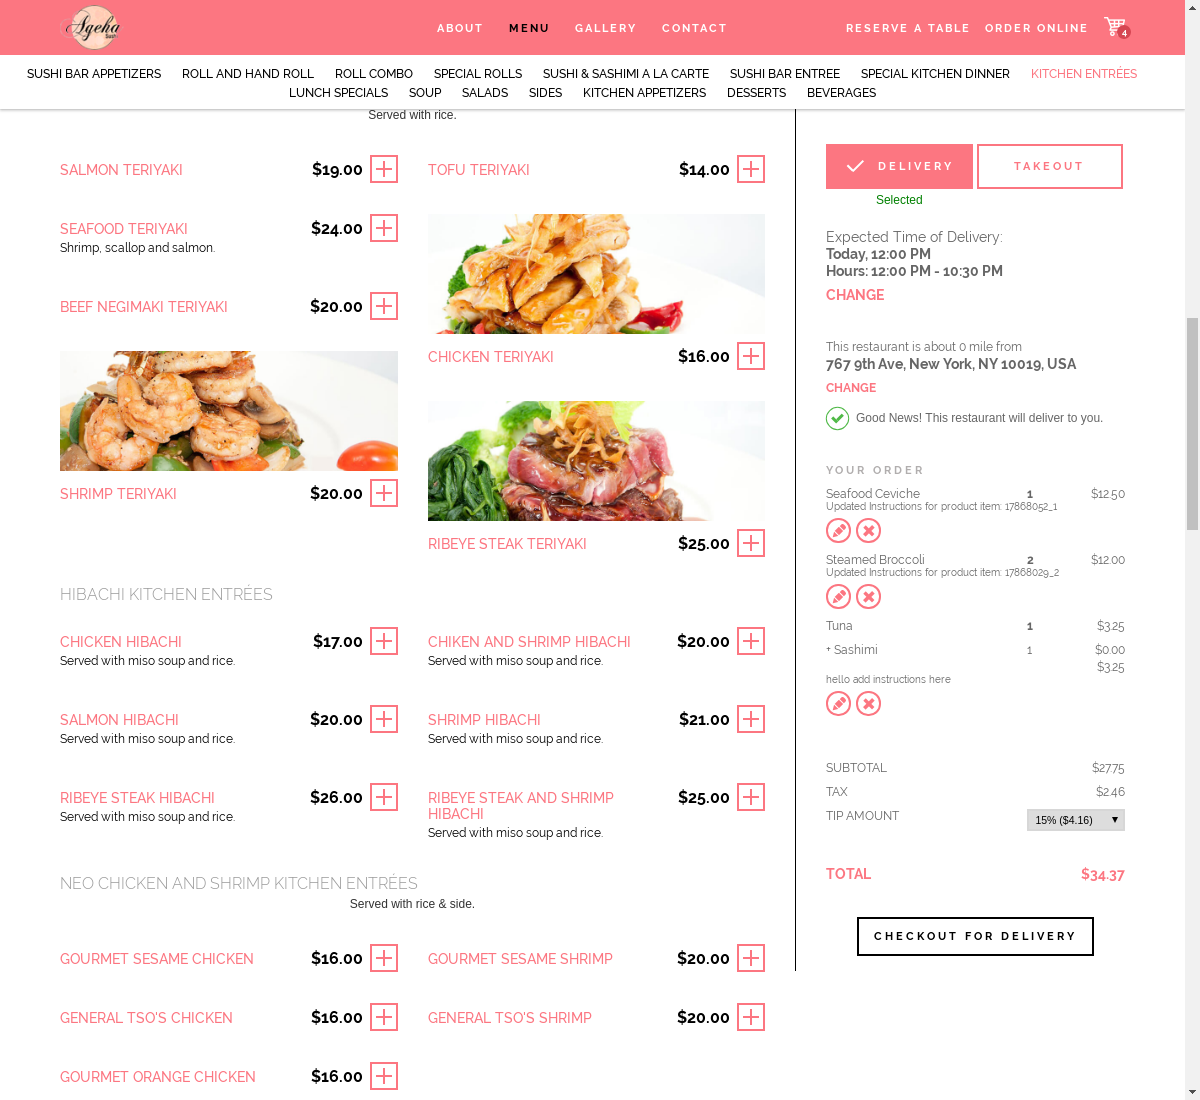 Ageha
ABOUT
MENU
GALLERY
CONTACT
RESERVE A TABLE
ORDER ONLINE
4
SUSHI BAR APPETIZERS ROLL AND HAND ROLL ROLL COMBO SPECIAL ROLLS SUSHI & SASHIMI A LA CARTE SUSHI BAR ENTREE SPECIAL KITCHEN DINNER KITCHEN ENTRÉES
LUNCH SPECIALS SOUP SALADS SIDES KITCHEN APPETIZERS DESSERTS BEVERAGES
Served with rice.
SALMON TERIYAKI $19.00
TOFU TERIYAKI $14.00
SEAFOOD TERIYAKI $24.00
Shrimp, scallop and salmon.
BEEF NEGIMAKI TERIYAKI $20.00
CHICKEN TERIYAKI $16.00
SHRIMP TERIYAKI $20.00
RIBEYE STEAK TERIYAKI $25.00
HIBACHI KITCHEN ENTRÉES
CHICKEN HIBACHI $17.00
Served with miso soup and rice.
CHIKEN AND SHRIMP HIBACHI $20.00
Served with miso soup and rice.
SALMON HIBACHI $20.00
Served with miso soup and rice.
SHRIMP HIBACHI $21.00
Served with miso soup and rice.
RIBEYE STEAK HIBACHI $26.00
Served with miso soup and rice.
RIBEYE STEAK AND SHRIMP $25.00
HIBACHI
Served with miso soup and rice.
NEO CHICKEN AND SHRIMP KITCHEN ENTRÉES
Served with rice & side.
GOURMET SESAME CHICKEN $16.00
GOURMET SESAME SHRIMP $20.00
GENERAL TSO'S CHICKEN $16.00
GENERAL TSO'S SHRIMP $20.00
GOURMET ORANGE CHICKEN $16.00
DELIVERY
TAKEOUT
Selected
Expected Time of Delivery:
Today, 12:00 PM
Hours: 12:00 PM - 10:30 PM
CHANGE
This restaurant is about 0 mile from
767 9th Ave, New York, NY 10019, USA
CHANGE
Good News! This restaurant will deliver to you.
YOUR ORDER
Seafood Ceviche 1 $12.50
Updated Instructions for product item: 17868052_1
Steamed Broccoli 2 $12.00
Updated Instructions for product item: 17868029_2
Tuna 1 $3.25
+ Sashimi 1 $0.00
$3.25
hello add instructions here
SUBTOTAL $27.75
TAX $2.46
TIP AMOUNT 15% ($4.16)
TOTAL $34.37
CHECKOUT FOR DELIVERY